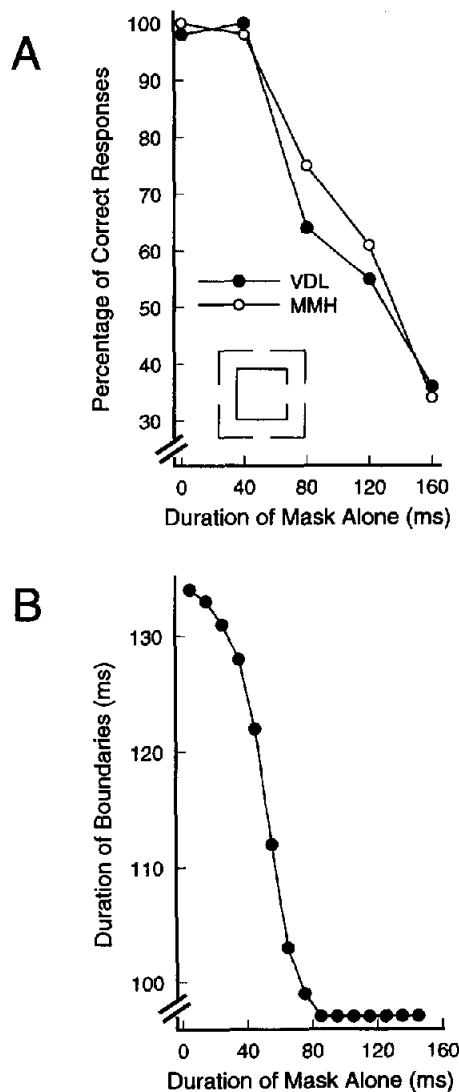 A
Percentage of Correct Responses
100
90
80
70
60
50
40
30
VDL
MMH
0 40 80 120 160
Duration of Mask Alone (ms)
B
Duration of Boundaries (ms)
130
120
110
100
0 40 80 120 160
Duration of Mask Alone (ms)